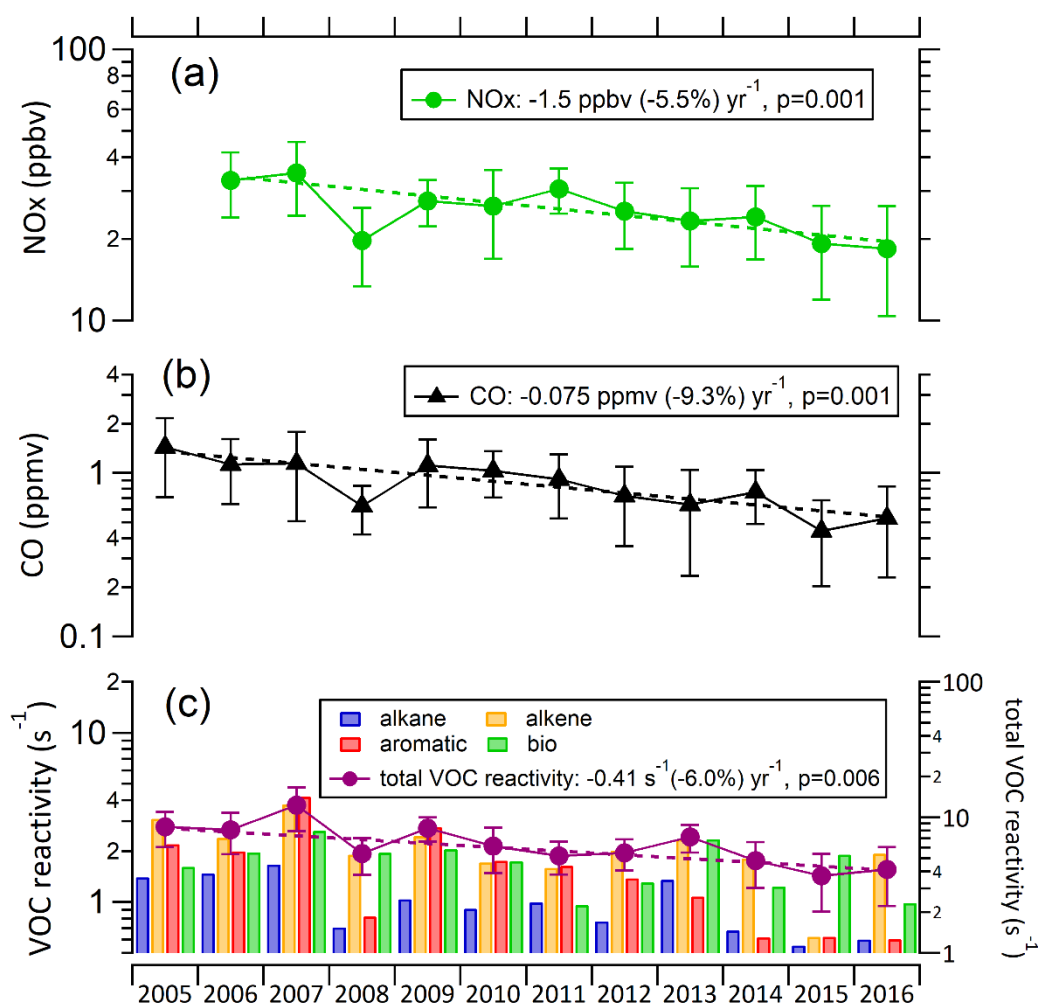 100
8
6
4
2
10
NOx (ppbv)
(a)
NOx: -1.5 ppbv (-5.5%) yr⁻¹, p=0.001
4
2
1
4
2
0.1
CO (ppmv)
(b)
CO: -0.075 ppmv (-9.3%) yr⁻¹, p=0.001
2
10
4
2
1
VOC reactivity (s⁻¹)
(c)
alkane alkene
aromatic bio
total VOC reactivity: -0.41 s⁻¹(-6.0%) yr⁻¹, p=0.006
100
4
2
10
4
2
1
total VOC reactivity (s⁻¹)
2005 2006 2007 2008 2009 2010 2011 2012 2013 2014 2015 2016